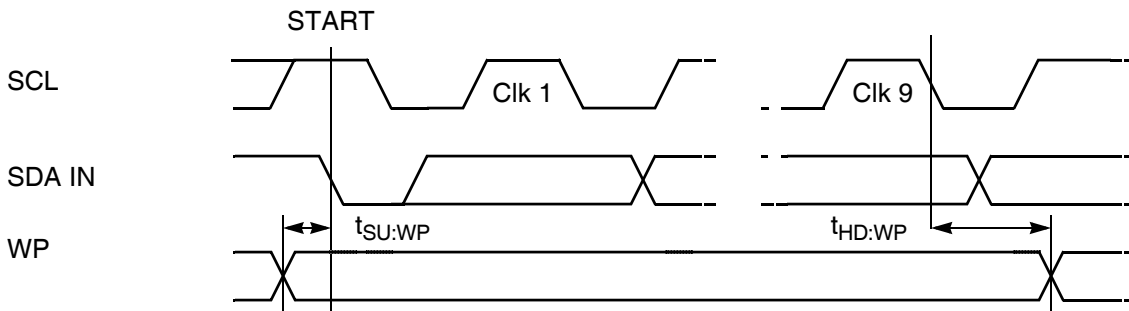 START
SCL
Clk 1
Clk 9
SDA IN
tSU:WP
tHD:WP
WP